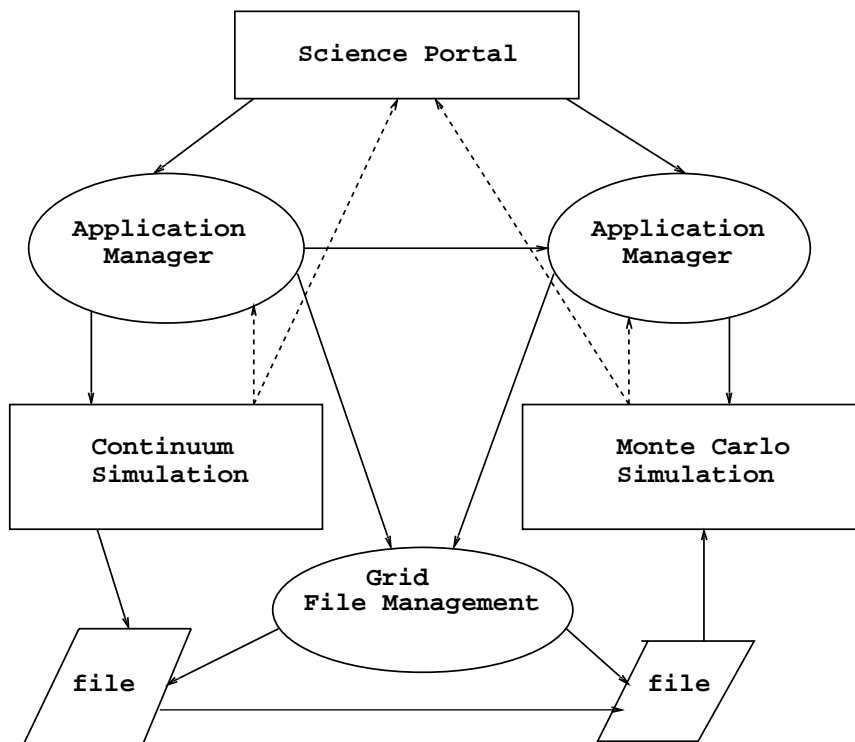 Science Portal
Application
Manager
Application
Manager
Continuum
Simulation
Monte Carlo
Simulation
Grid
File Management
file
file